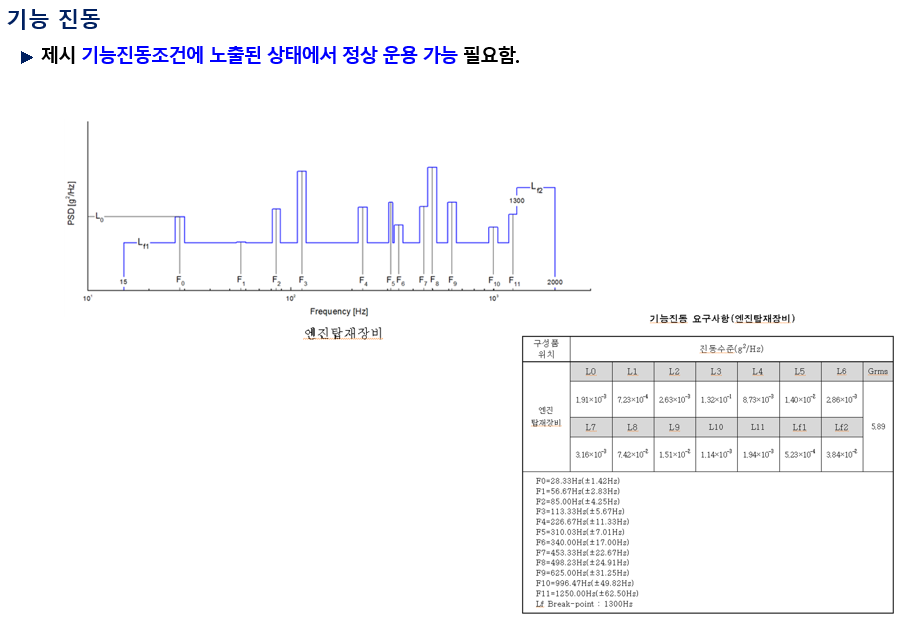 기능 진동
▶ 제시 기능진동조건에 노출된 상태에서 정상 운용 가능 필요함.
PSD [g²/Hz]
L0
Lf1
Lf2
1300
15
F0
F1
F2
F3
F4
F5
F6
F7
F8
F9
F10
F11
2000
10¹
10²
10³
Frequency [Hz]
엔진탑재장비
기능진동 요구사항(엔진탑재장비)
구성품 위치
진동수준(g²/Hz)
L0 L1 L2 L3 L4 L5 L6 Grms
1.91×10⁻³ 7.23×10⁻⁴ 2.63×10⁻³ 1.32×10⁻¹ 8.73×10⁻³ 1.40×10⁻² 2.86×10⁻³
엔진 탑재장비
5.89
L7 L8 L9 L10 L11 Lf1 Lf2
3.16×10⁻³ 7.42×10⁻² 1.51×10⁻² 1.14×10⁻³ 1.94×10⁻³ 5.23×10⁻⁴ 3.84×10⁻²
F0=28.33Hz(±1.42Hz)
F1=56.67Hz(±2.83Hz)
F2=85.00Hz(±4.25Hz)
F3=113.33Hz(±5.67Hz)
F4=226.67Hz(±11.33Hz)
F5=310.03Hz(±7.01Hz)
F6=340.00Hz(±17.00Hz)
F7=453.33Hz(±22.67Hz)
F8=498.23Hz(±24.91Hz)
F9=625.00Hz(±31.25Hz)
F10=996.47Hz(±49.82Hz)
F11=1250.00Hz(±62.50Hz)
Lf Break-point : 1300Hz